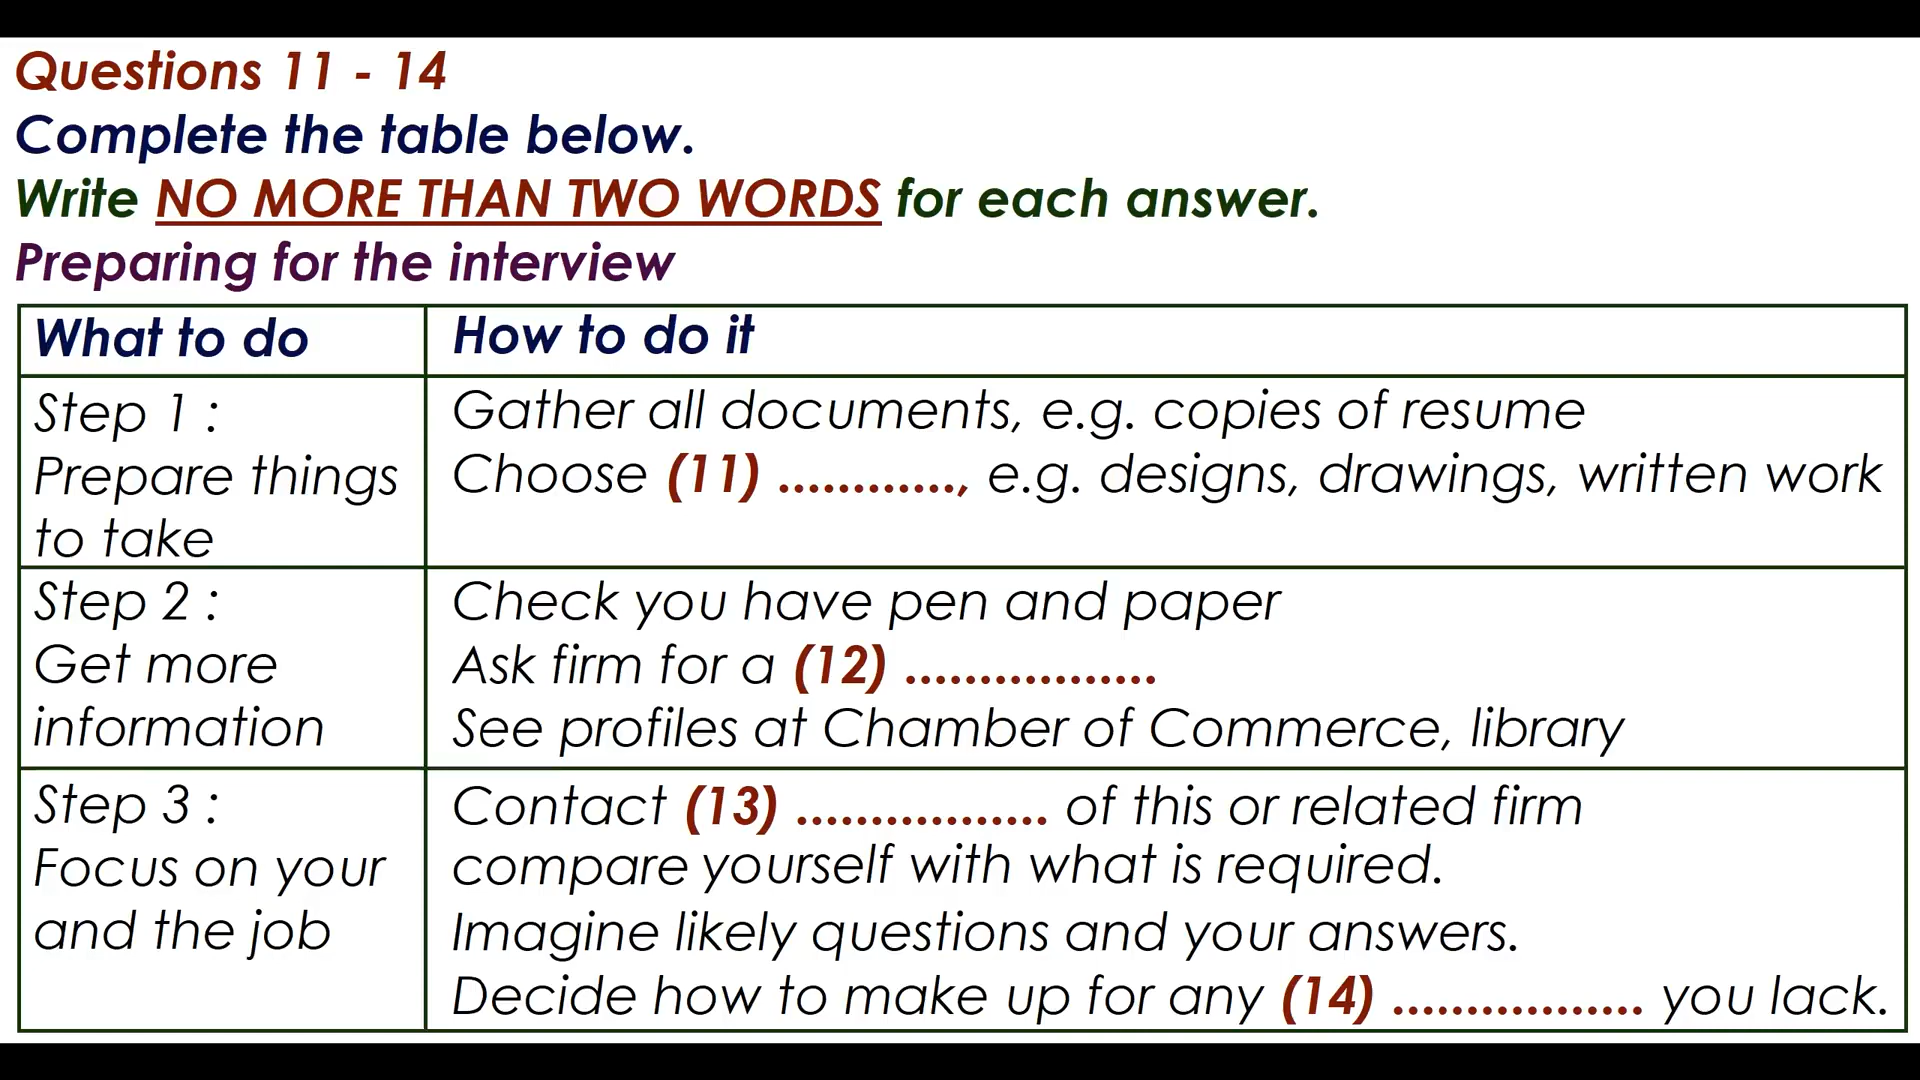 Questions 11 - 14
Complete the table below.
Write NO MORE THAN TWO WORDS for each answer.
Preparing for the interview
What to do
How to do it
Step 1 :
Prepare things
to take
Gather all documents, e.g. copies of resume
Choose (11) ............, e.g. designs, drawings, written work
Step 2 :
Get more
information
Check you have pen and paper
Ask firm for a (12) .................
See profiles at Chamber of Commerce, library
Step 3 :
Focus on your
and the job
Contact (13) ................. of this or related firm
compare yourself with what is required.
Imagine likely questions and your answers.
Decide how to make up for any (14) ................. you lack.